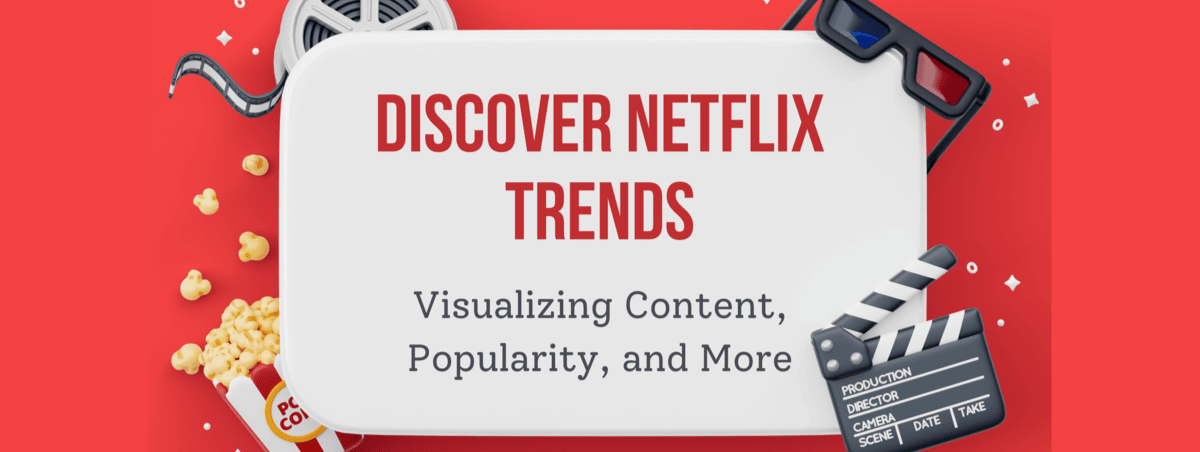 DISCOVER NETFLIX
TRENDS
Visualizing Content,
Popularity, and More
PRODUCTION
DIRECTOR
CAMERA
SCENE DATE TAKE